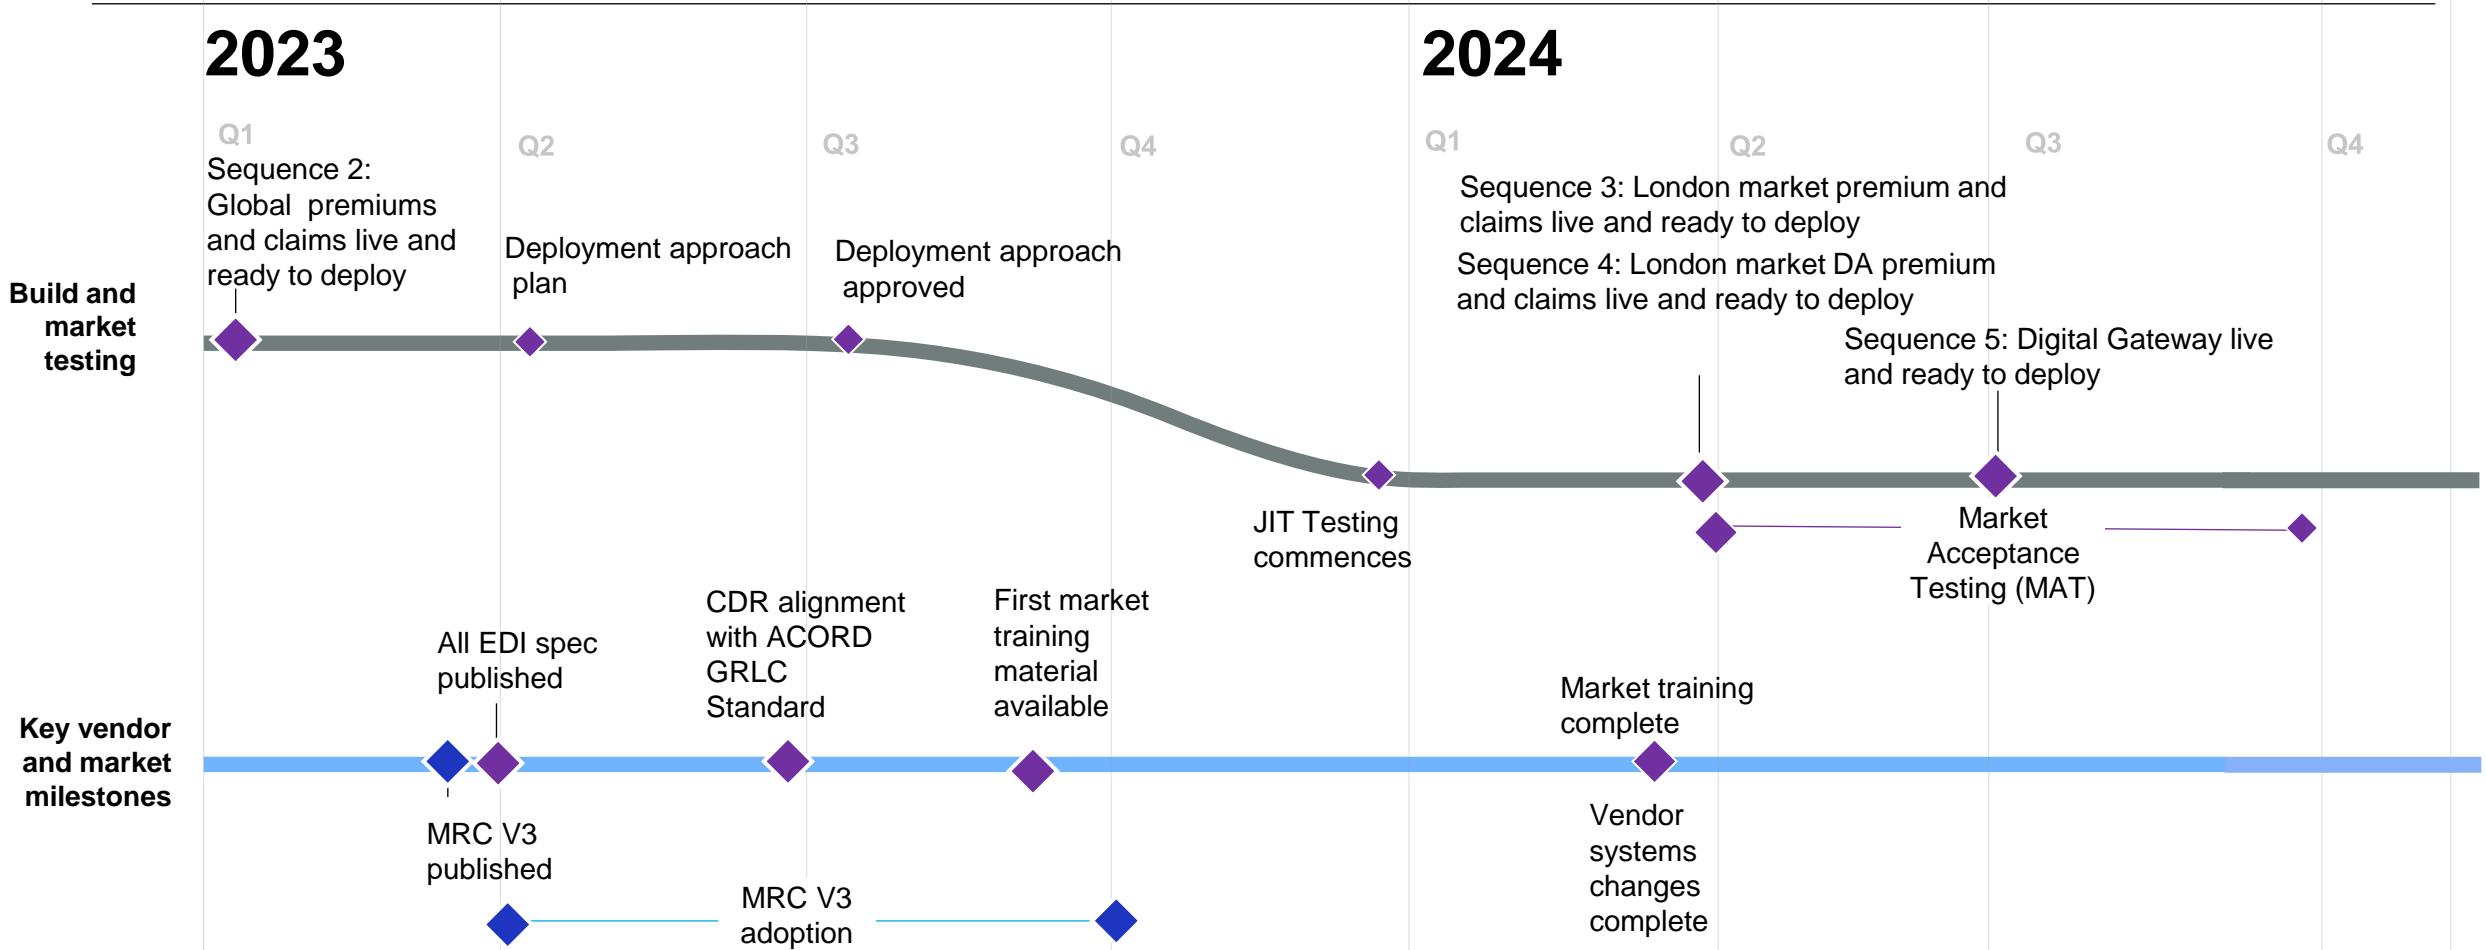 2023
2024
Q1
Q2
Q3
Q4
Q1
Q2
Q3
Q4
Sequence 2:
Global premiums
and claims live and
ready to deploy
Deployment approach
plan
Deployment approach
approved
Sequence 3: London market premium and
claims live and ready to deploy
Sequence 4: London market DA premium
and claims live and ready to deploy
Sequence 5: Digital Gateway live
and ready to deploy
Build and
market
testing
JIT Testing
commences
Market
Acceptance
Testing (MAT)
All EDI spec
published
CDR alignment
with ACORD
GRLC
Standard
First market
training
material
available
Market training
complete
Key vendor
and market
milestones
MRC V3
published
MRC V3
adoption
Vendor
systems
changes
complete